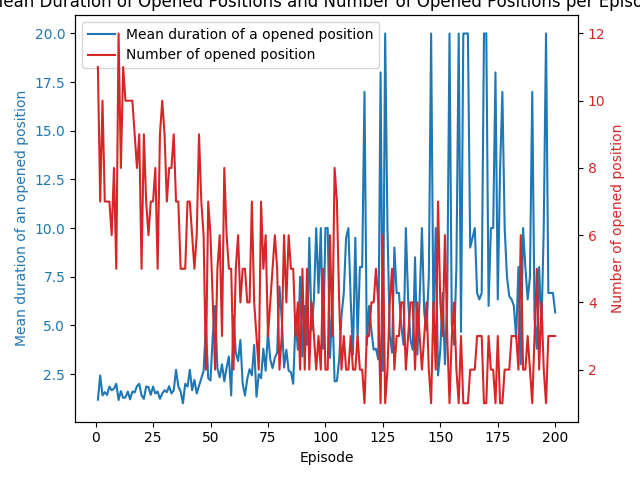 Mean Duration of Opened Positions and Number of Opened Positions per Episode
Mean duration of a opened position
Number of opened position
20.0
17.5
15.0
12.5
10.0
7.5
5.0
2.5
Mean duration of an opened position
12
10
8
6
4
2
Number of opened position
0 25 50 75 100 125 150 175 200
Episode